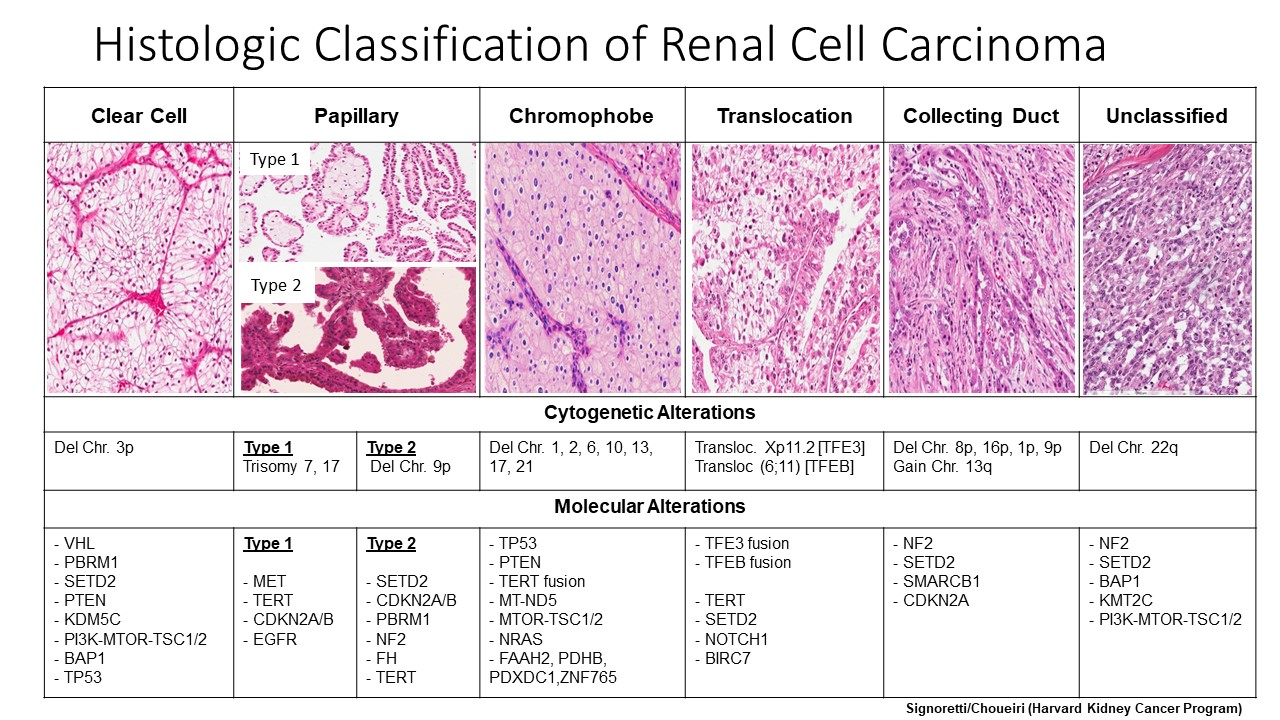 Histologic Classification of Renal Cell Carcinoma
Clear Cell
Papillary
Chromophobe
Translocation
Collecting Duct
Unclassified
Type 1
Type 2
Cytogenetic Alterations
Del Chr. 3p
Type 1
Trisomy 7, 17
Type 2
Del Chr. 9p
Del Chr. 1, 2, 6, 10, 13,
17, 21
Transloc. Xp11.2 [TFE3]
Transloc (6;11) [TFEB]
Del Chr. 8p, 16p, 1p, 9p
Gain Chr. 13q
Del Chr. 22q
Molecular Alterations
- VHL
- PBRM1
- SETD2
- PTEN
- KDM5C
- PI3K-MTOR-TSC1/2
- BAP1
- TP53
Type 1
- MET
- TERT
- CDKN2A/B
- EGFR
Type 2
- SETD2
- CDKN2A/B
- PBRM1
- NF2
- FH
- TERT
- TP53
- PTEN
- TERT fusion
- MT-ND5
- MTOR-TSC1/2
- NRAS
- FAAH2, PDHB,
PDXDC1,ZNF765
- TFE3 fusion
- TFEB fusion
- TERT
- SETD2
- NOTCH1
- BIRC7
- NF2
- SETD2
- SMARCB1
- CDKN2A
- NF2
- SETD2
- BAP1
- KMT2C
- PI3K-MTOR-TSC1/2
Signoretti/Choueiri (Harvard Kidney Cancer Program)